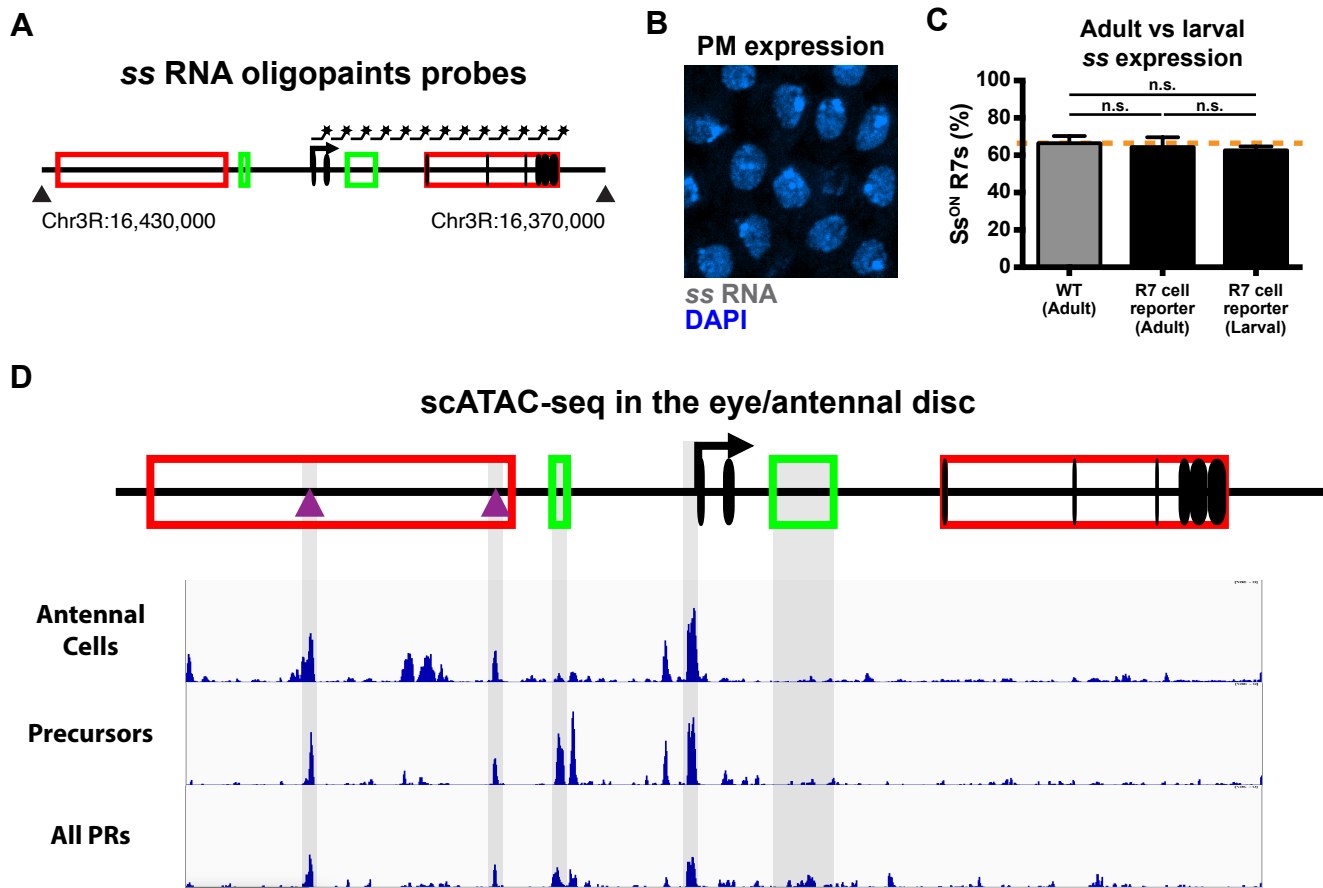 A
ss RNA oligopaints probes
Chr3R:16,430,000
Chr3R:16,370,000
B
PM expression
ss RNA
DAPI
C
Adult vs larval
ss expression
SsON R7s (%)
100
80
60
40
20
0
n.s.
n.s.
n.s.
WT
(Adult)
R7 cell
reporter
(Adult)
R7 cell
reporter
(Larval)
D
scATAC-seq in the eye/antennal disc
Antennal
Cells
Precursors
All PRs